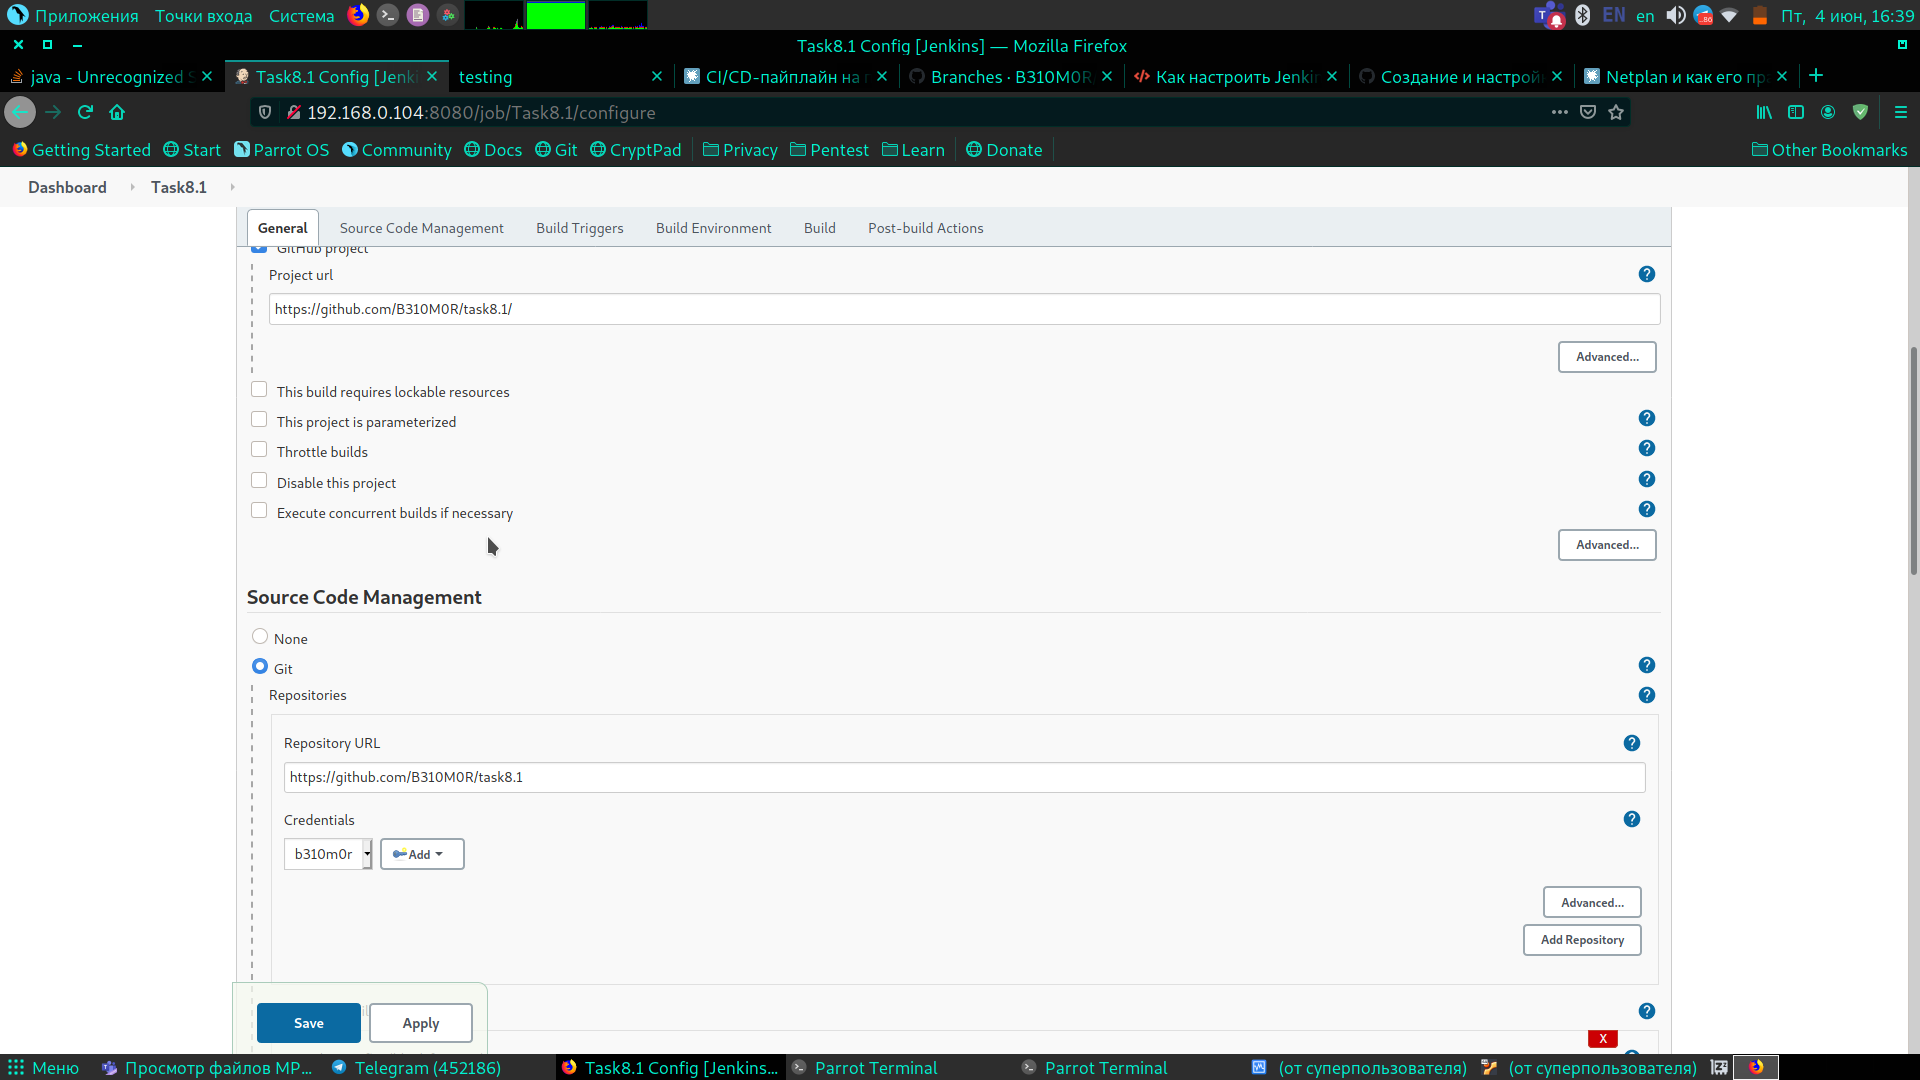 Приложения Точки входа Система EN en 86 Пт, 4 июн, 16:39
Task8.1 Config [Jenkins] — Mozilla Firefox
java - Unrecognized S Task8.1 Config [Jenki testing CI/CD-пайплайн на Branches · B310M0R Как настроить Jenki Создание и настрой Netplan и как его пр
192.168.0.104:8080/job/Task8.1/configure
Getting Started Start Parrot OS Community Docs Git CryptPad Privacy Pentest Learn Donate Other Bookmarks
Dashboard Task8.1
General Source Code Management Build Triggers Build Environment Build Post-build Actions
GitHub project
Project url
https://github.com/B310M0R/task8.1/
Advanced...
This build requires lockable resources
This project is parameterized
Throttle builds
Disable this project
Execute concurrent builds if necessary
Advanced...
Source Code Management
None
Git
Repositories
Repository URL
https://github.com/B310M0R/task8.1
Credentials
b310m0r Add
Advanced...
Add Repository
Save Apply
X
Меню Просмотр файлов MP... Telegram (452186) Task8.1 Config [Jenkins... Parrot Terminal Parrot Terminal (от суперпользователя) (от суперпользователя)